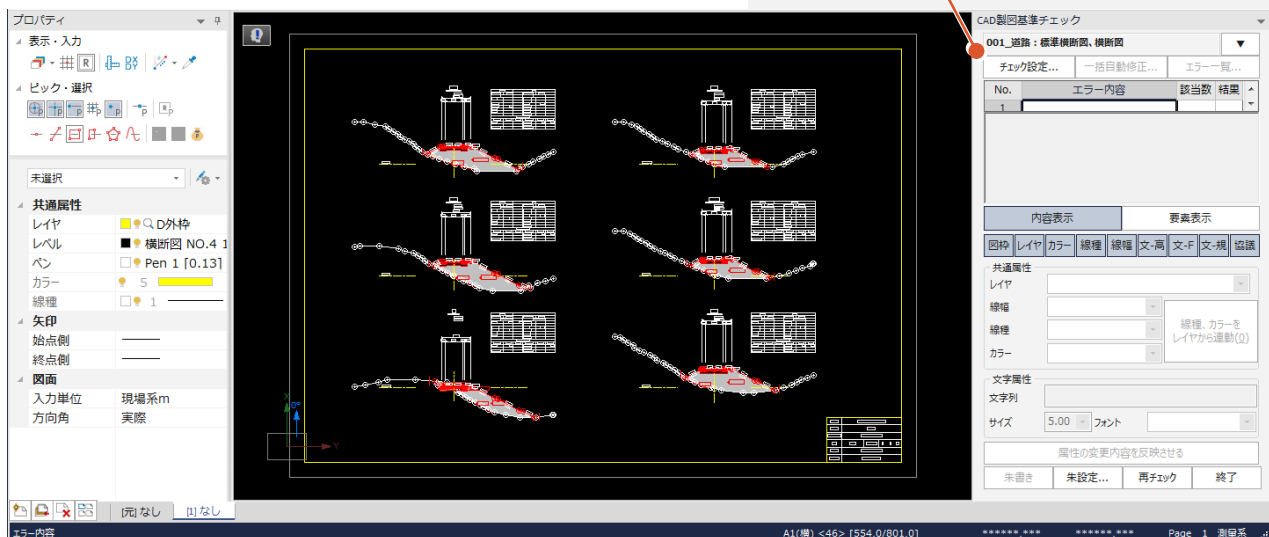 プロパティ
表示・入力
ピック・選択
未選択
共通属性
レイヤ D外枠
レベル 横断図 NO.4 1
ペン Pen 1 [0.13]
カラー 5
線種 1
矢印
始点側
終点側
図面
入力単位 現場系m
方向角 実際
X
0°
Y
CAD製図基準チェック
001_道路：標準横断図、横断図
チェック設定... 一括自動修正... エラー一覧...
No. エラー内容 該当数 結果
1
内容表示 要素表示
図枠 レイヤ カラー 線種 線幅 文-高 文-F 文-規 協議
共通属性
レイヤ
線幅
線種
カラー
線種、カラーを
レイヤから連動(Q)
文字属性
文字列
サイズ 5.00 フォント
属性の変更内容を反映させる
朱書き 朱設定... 再チェック 終了
[元] なし [1] なし
エラー内容 A1(横) <46> [554.0/801.0] ******.*** ******.*** Page 1 測量系